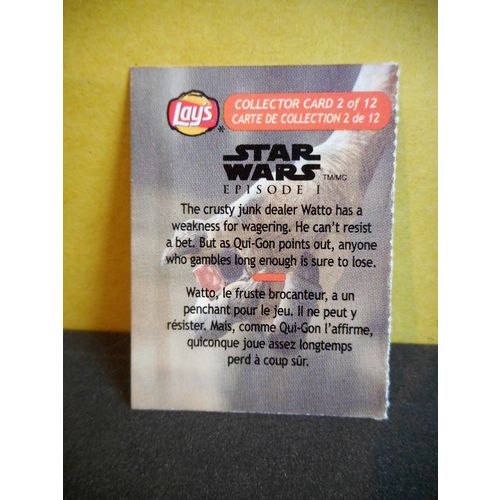 Lay's
COLLECTOR CARD 2 of 12
CARTE DE COLLECTION 2 de 12
*
STAR
WARS TM/MC
EPISODE I
The crusty junk dealer Watto has a
weakness for wagering. He can't resist
a bet. But as Qui-Gon points out, anyone
who gambles long enough is sure to lose.
Watto, le fruste brocanteur, a un
penchant pour le jeu. Il ne peut y
résister. Mais, comme Qui-Gon l'affirme,
quiconque joue assez longtemps
perd à coup sûr.